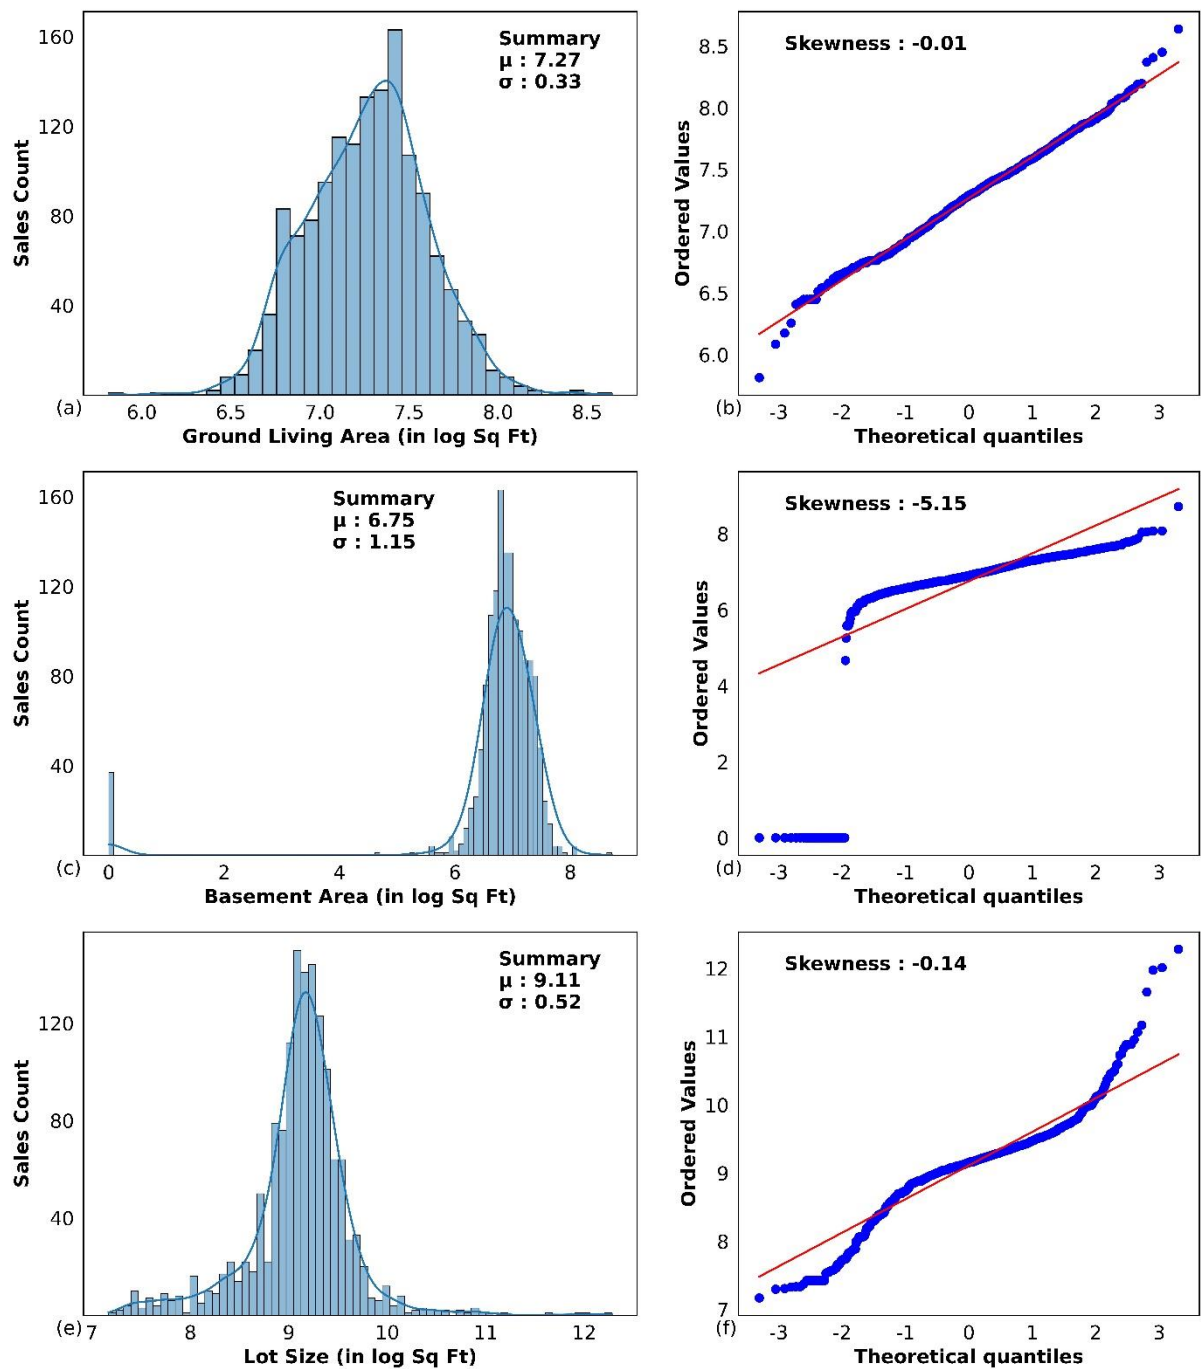 160
120
80
40
Sales Count
Summary
μ : 7.27
σ : 0.33
(a)
6.0 6.5 7.0 7.5 8.0 8.5
Ground Living Area (in log Sq Ft)
8.5
8.0
7.5
7.0
6.5
6.0
Ordered Values
Skewness : -0.01
(b)
-3 -2 -1 0 1 2 3
Theoretical quantiles
160
120
80
40
Sales Count
Summary
μ : 6.75
σ : 1.15
(c)
0 2 4 6 8
Basement Area (in log Sq Ft)
8
6
4
2
0
Ordered Values
Skewness : -5.15
(d)
-3 -2 -1 0 1 2 3
Theoretical quantiles
120
80
40
Sales Count
Summary
μ : 9.11
σ : 0.52
(e)
7 8 9 10 11 12
Lot Size (in log Sq Ft)
12
11
10
9
8
7
Ordered Values
Skewness : -0.14
(f)
-3 -2 -1 0 1 2 3
Theoretical quantiles